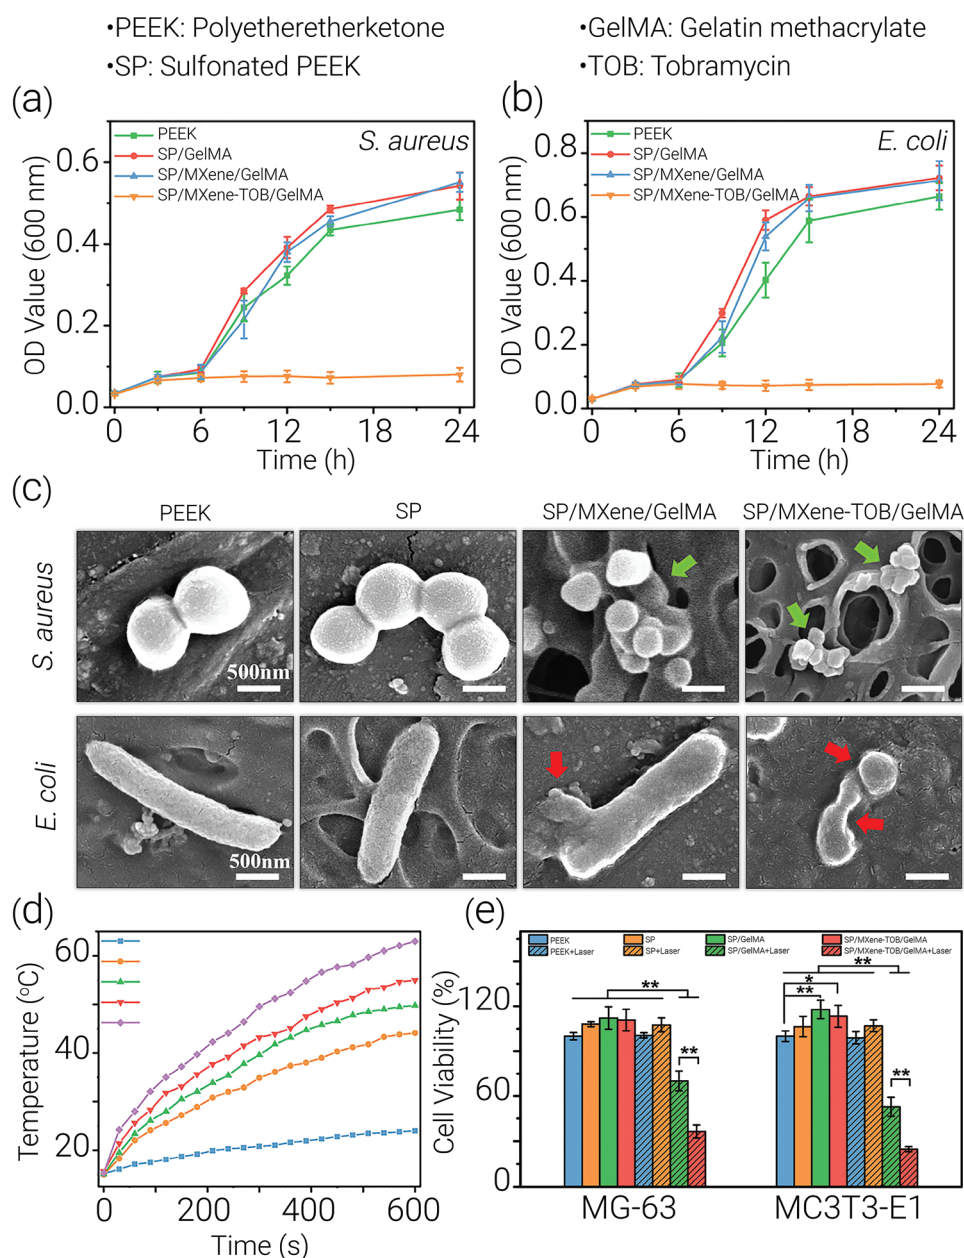 •PEEK: Polyetheretherketone
•GelMA: Gelatin methacrylate
•SP: Sulfonated PEEK
•TOB: Tobramycin
(a)
PEEK
SP/GelMA
SP/MXene/GelMA
SP/MXene-TOB/GelMA
S. aureus
OD Value (600 nm)
0.6
0.4
0.2
0.0
0 6 12 18 24
Time (h)
(b)
PEEK
SP/GelMA
SP/MXene/GelMA
SP/MXene-TOB/GelMA
E. coli
OD Value (600 nm)
0.8
0.6
0.4
0.2
0.0
0 6 12 18 24
Time (h)
(c)
PEEK SP SP/MXene/GelMA SP/MXene-TOB/GelMA
S. aureus
500nm
E. coli
500nm
(d)
Temperature (ºC)
60
40
20
0 200 400 600
Time (s)
(e)
PEEK SP SP/GelMA SP/MXene-TOB/GelMA
PEEK+Laser SP+Laser SP/GelMA+Laser SP/MXene-TOB/GelMA+Laser
Cell Viability (%)
120
60
0
**
**
**
*
**
**
MG-63 MC3T3-E1